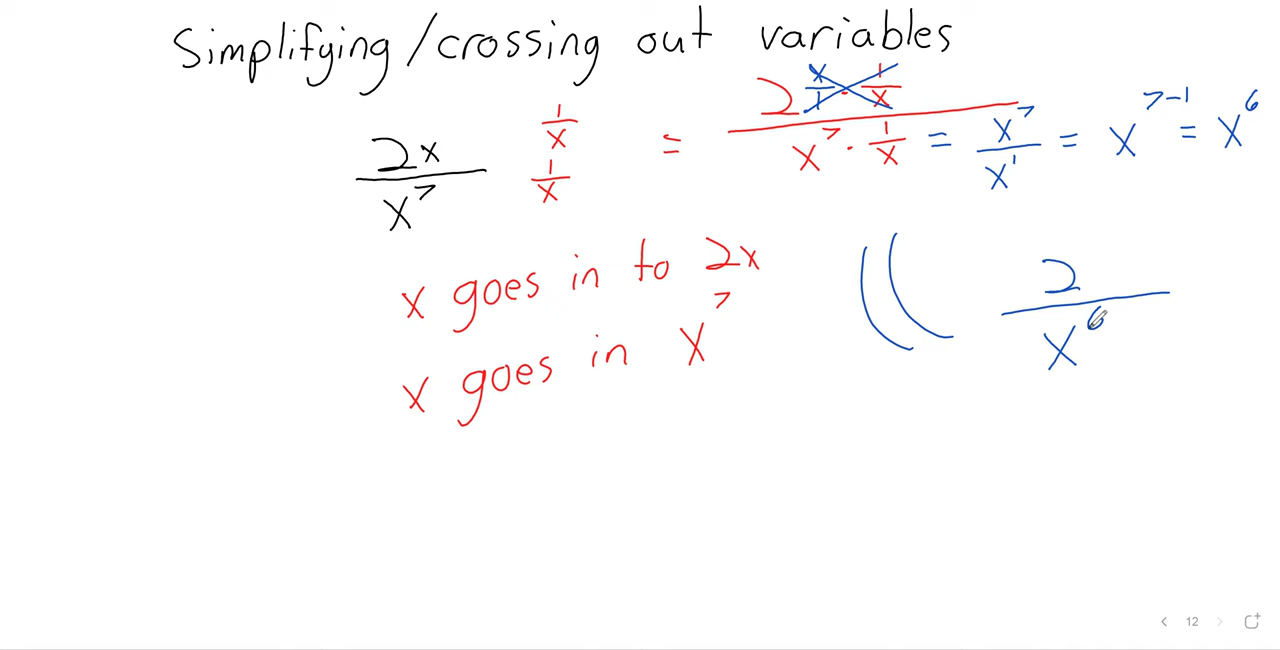 Simplifying/crossing out variables
2x/x^7 (1/x)/(1/x) = (2 x/1 · 1/x)/(x^7 · 1/x) = x^7/x^1 = x^(7-1) = x^6
x goes in to 2x
x goes in x^7
(( 2/x^6
12